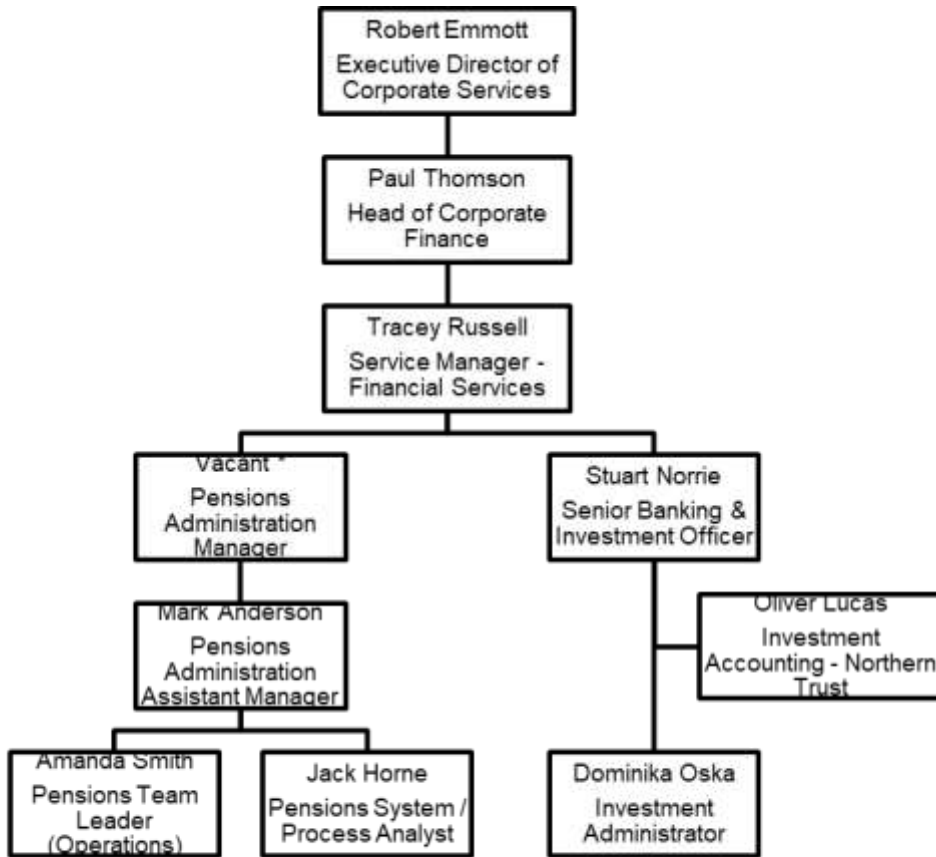 Robert Emmott
Executive Director of
Corporate Services
Paul Thomson
Head of Corporate
Finance
Tracey Russell
Service Manager -
Financial Services
Vacant *
Pensions
Administration
Manager
Stuart Norrie
Senior Banking &
Investment Officer
Mark Anderson
Pensions
Administration
Assistant Manager
Oliver Lucas
Investment
Accounting - Northern
Trust
Amanda Smith
Pensions Team
Leader
(Operations)
Jack Horne
Pensions System /
Process Analyst
Dominika Oska
Investment
Administrator